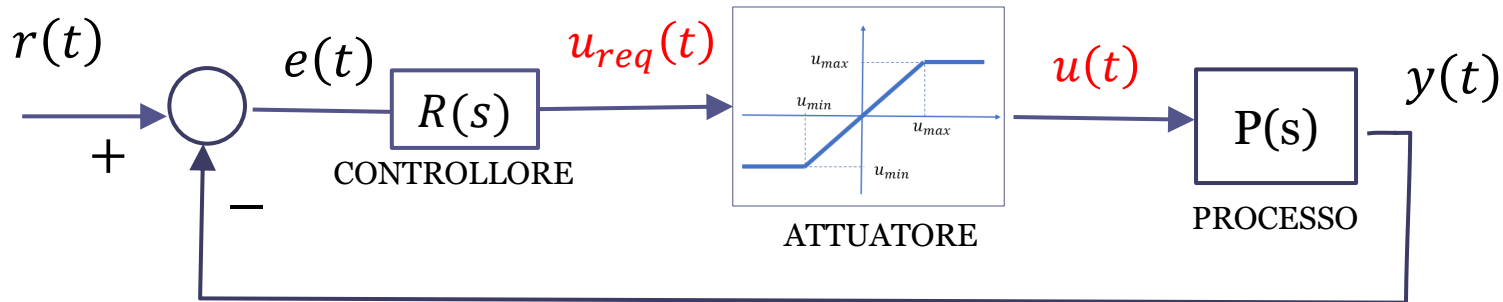 r(t)
+
−
e(t)
R(s)
CONTROLLORE
u_req(t)
u_max
u_min
u_max
u_min
ATTUATORE
u(t)
P(s)
PROCESSO
y(t)